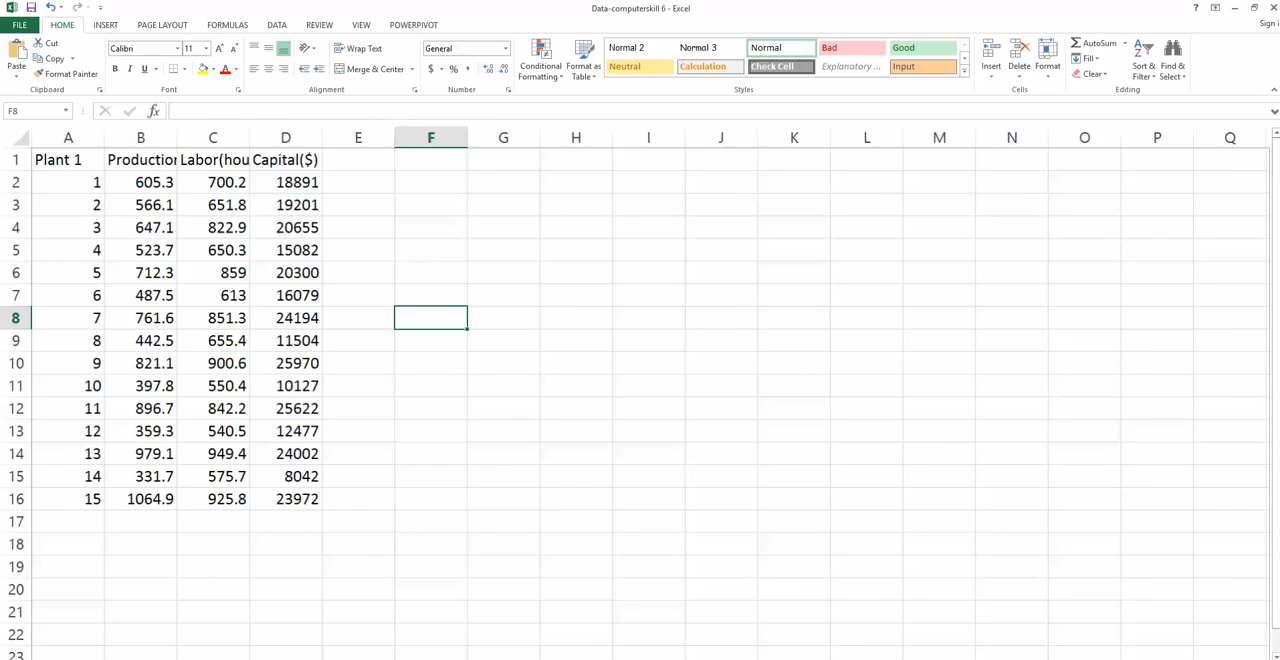 Data-computerskill 6 - Excel
?
FILE HOME INSERT PAGE LAYOUT FORMULAS DATA REVIEW VIEW POWERPIVOT Sign i
Paste
Cut
Copy
Format Painter
Clipboard
Calibri 11 A A
B I U A
Font
Wrap Text
Merge & Center
Alignment
General
$ % ,
Number
Conditional
Formatting
Format as
Table
Normal 2 Normal 3 Normal Bad Good
Neutral Calculation Check Cell Explanatory ... Input
Styles
Insert Delete Format
Cells
AutoSum
Fill
Clear
Sort &
Filter
Find &
Select
Editing
F8 fx
A B C D E F G H I J K L M N O P Q
1 Plant 1 Production Labor(hou Capital($)
2 1 605.3 700.2 18891
3 2 566.1 651.8 19201
4 3 647.1 822.9 20655
5 4 523.7 650.3 15082
6 5 712.3 859 20300
7 6 487.5 613 16079
8 7 761.6 851.3 24194
9 8 442.5 655.4 11504
10 9 821.1 900.6 25970
11 10 397.8 550.4 10127
12 11 896.7 842.2 25622
13 12 359.3 540.5 12477
14 13 979.1 949.4 24002
15 14 331.7 575.7 8042
16 15 1064.9 925.8 23972
17
18
19
20
21
22
23